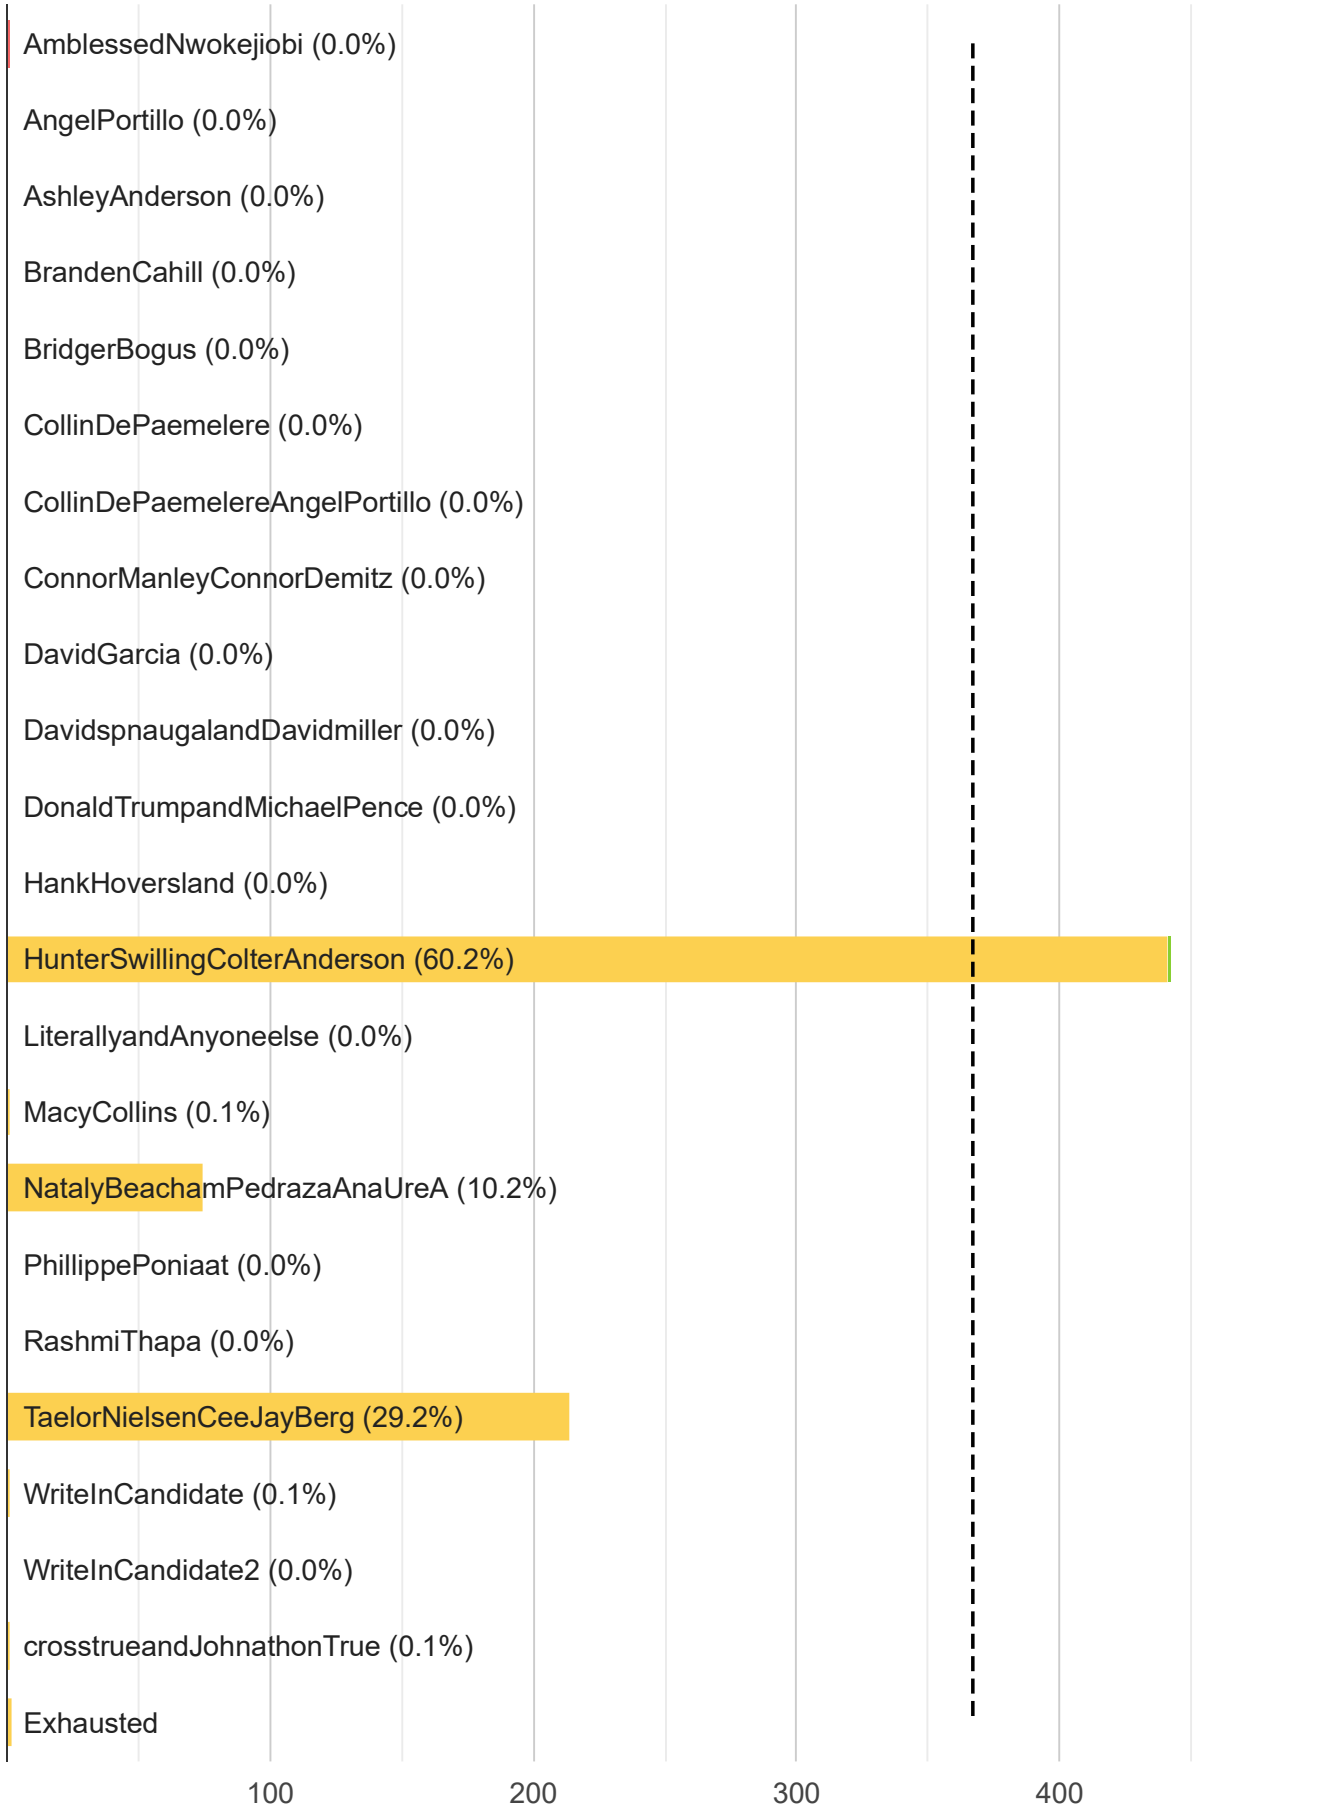 AmblessedNwokejiobi (0.0%)
AngelPortillo (0.0%)
AshleyAnderson (0.0%)
BrandenCahill (0.0%)
BridgerBogus (0.0%)
CollinDePaemelere (0.0%)
CollinDePaemelereAngelPortillo (0.0%)
ConnorManleyConnorDemitz (0.0%)
DavidGarcia (0.0%)
DavidspnaugalandDavidmiller (0.0%)
DonaldTrumpandMichaelPence (0.0%)
HankHoversland (0.0%)
HunterSwillingColterAnderson (60.2%)
LiterallyandAnyoneelse (0.0%)
MacyCollins (0.1%)
NatalyBeachamPedrazaAnaUreA (10.2%)
PhillippePoniaat (0.0%)
RashmiThapa (0.0%)
TaelorNielsenCeeJayBerg (29.2%)
WriteInCandidate (0.1%)
WriteInCandidate2 (0.0%)
crosstrueandJohnathonTrue (0.1%)
Exhausted
100 200 300 400